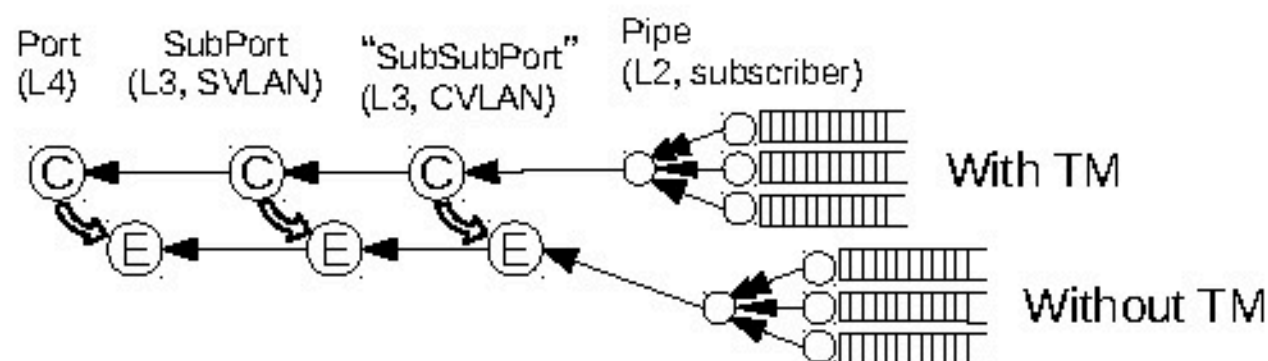 Port
(L4)
SubPort
(L3, SVLAN)
“SubSubPort”
(L3, CVLAN)
Pipe
(L2, subscriber)
C
C
C
With TM
E
E
E
Without TM